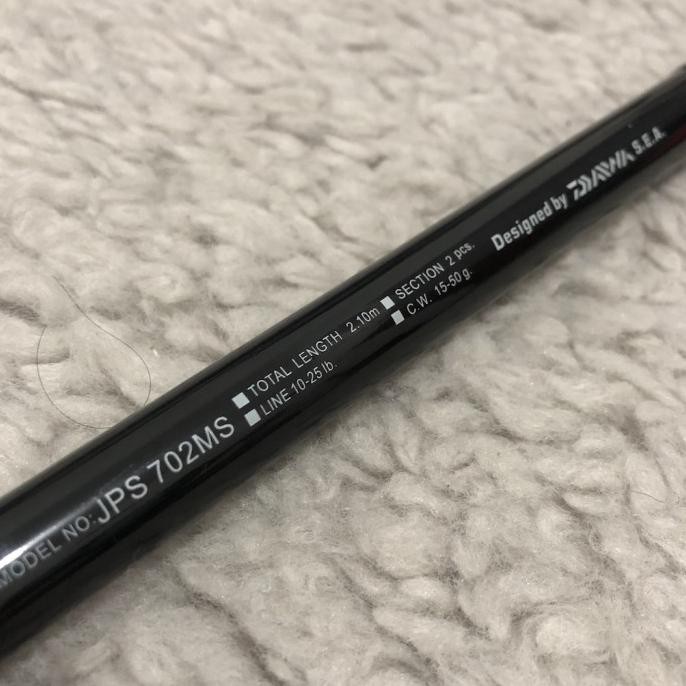 MODEL NO: JPS 702MS
■ TOTAL LENGTH 2.10m ■ SECTION 2 pcs.
■ LINE 10-25 lb. ■ C.W. 15-50 g.
Designed by DAIWA S.E.A.